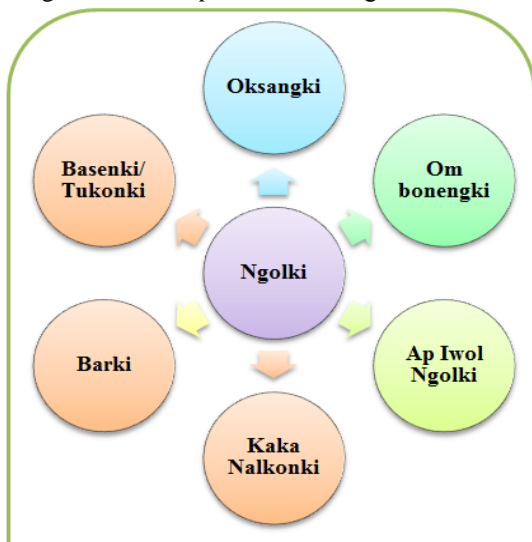 Oksangki
Basenki/
Tukonki
Om
bonengki
Ngolki
Barki
Ap Iwol
Ngolki
Kaka
Nalkonki